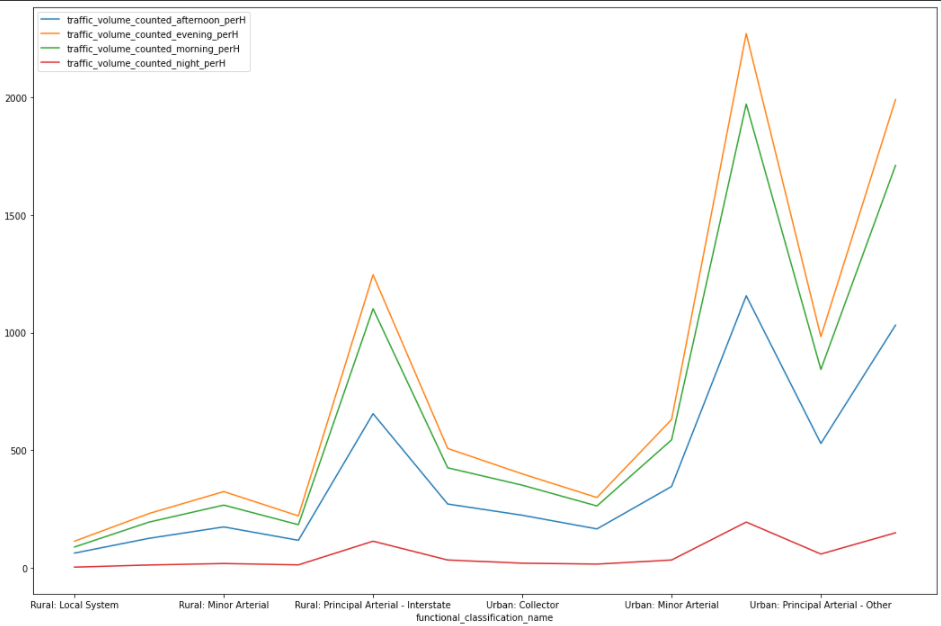 traffic_volume_counted_afternoon_perH
traffic_volume_counted_evening_perH
traffic_volume_counted_morning_perH
traffic_volume_counted_night_perH
2000
1500
1000
500
0
Rural: Local System Rural: Minor Arterial Rural: Principal Arterial - Interstate Urban: Collector Urban: Minor Arterial Urban: Principal Arterial - Other
functional_classification_name